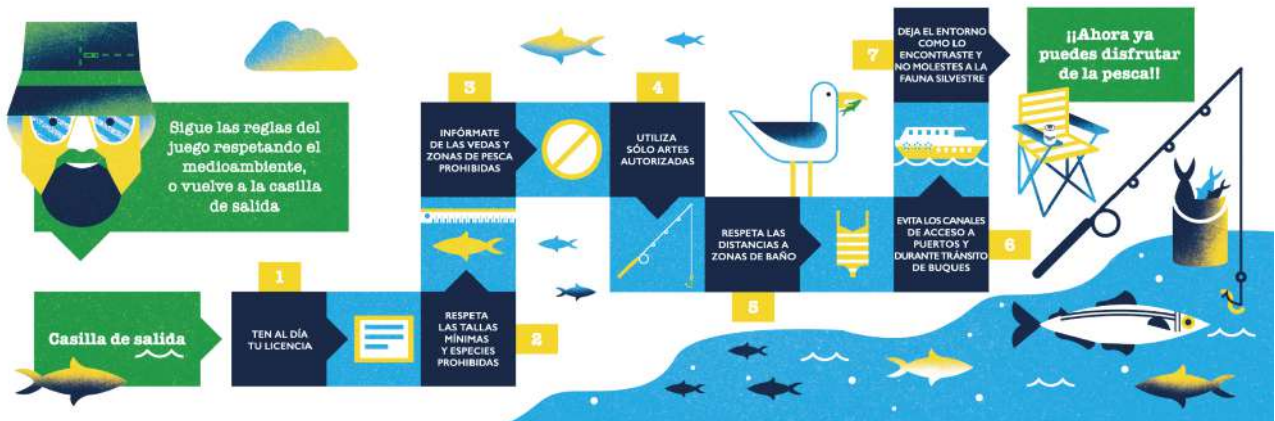 Sigue las reglas del
juego respetando el
medioambiente,
o vuelve a la casilla
de salida
Casilla de salida
1
TEN AL DÍA
TU LICENCIA
2
RESPETA
LAS TALLAS
MÍNIMAS
Y ESPECIES
PROHIBIDAS
3
INFÓRMATE
DE LAS VEDAS Y
ZONAS DE PESCA
PROHIBIDAS
4
UTILIZA
SÓLO ARTES
AUTORIZADAS
5
RESPETA LAS
DISTANCIAS A
ZONAS DE BAÑO
6
EVITA LOS CANALES
DE ACCESO A
PUERTOS Y
DURANTE TRÁNSITO
DE BUQUES
7
DEJA EL ENTORNO
COMO LO
ENCONTRASTE Y
NO MOLESTES A LA
FAUNA SILVESTRE
¡¡Ahora ya
puedes disfrutar
de la pesca!!